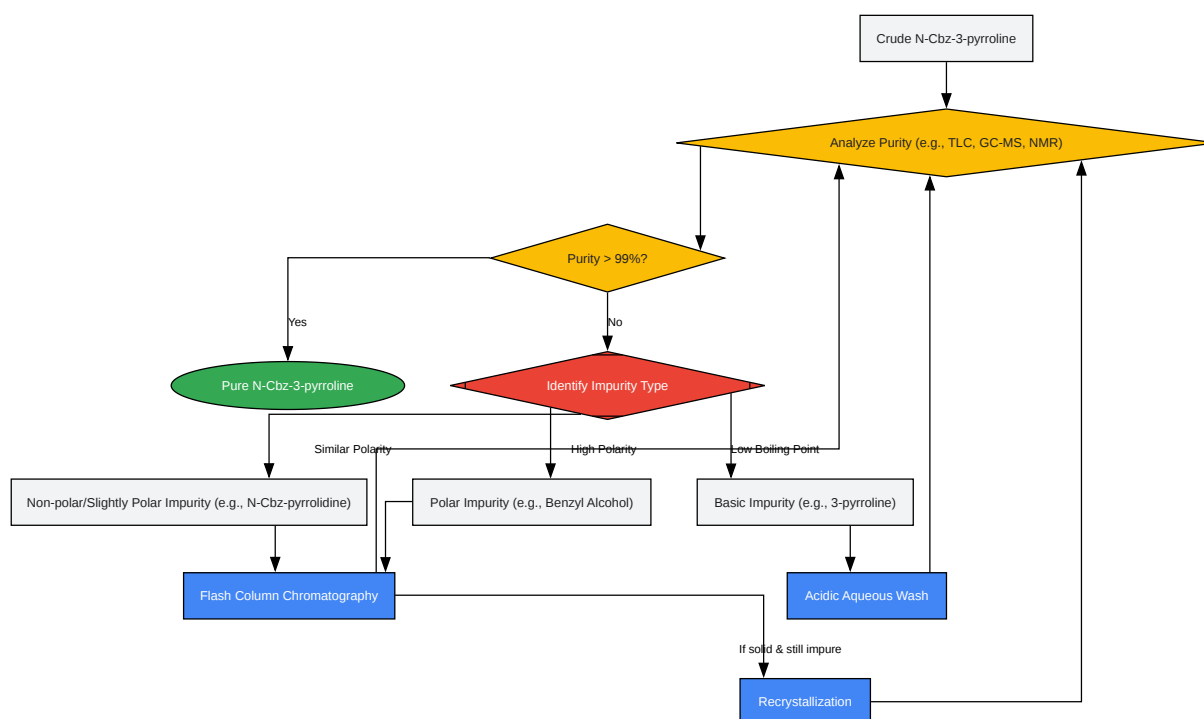 Crude N-Cbz-3-pyrroline
Analyze Purity (e.g., TLC, GC-MS, NMR)
Purity > 99%?
Yes
No
Pure N-Cbz-3-pyrroline
Identify Impurity Type
Similar Polarity
High Polarity
Low Boiling Point
Non-polar/Slightly Polar Impurity (e.g., N-Cbz-pyrrolidine)
Polar Impurity (e.g., Benzyl Alcohol)
Basic Impurity (e.g., 3-pyrroline)
Flash Column Chromatography
Acidic Aqueous Wash
If solid & still impure
Recrystallization